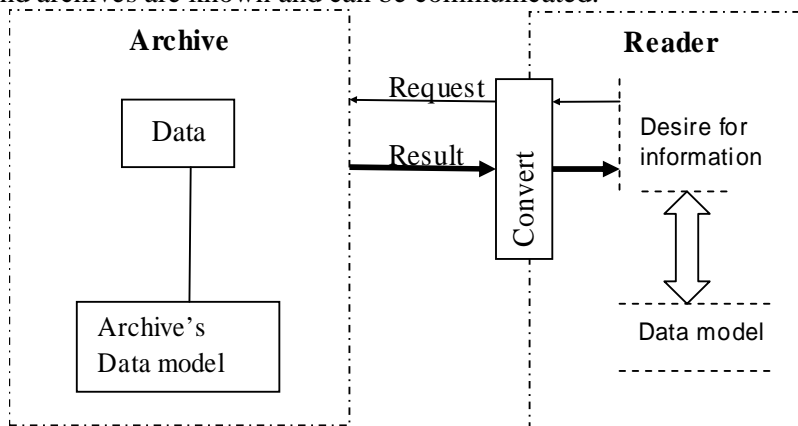 nd archives are known and can be communicated.
Archive
Reader
Request
Data
Desire for
information
Result
Convert
Archive's
Data model
Data model